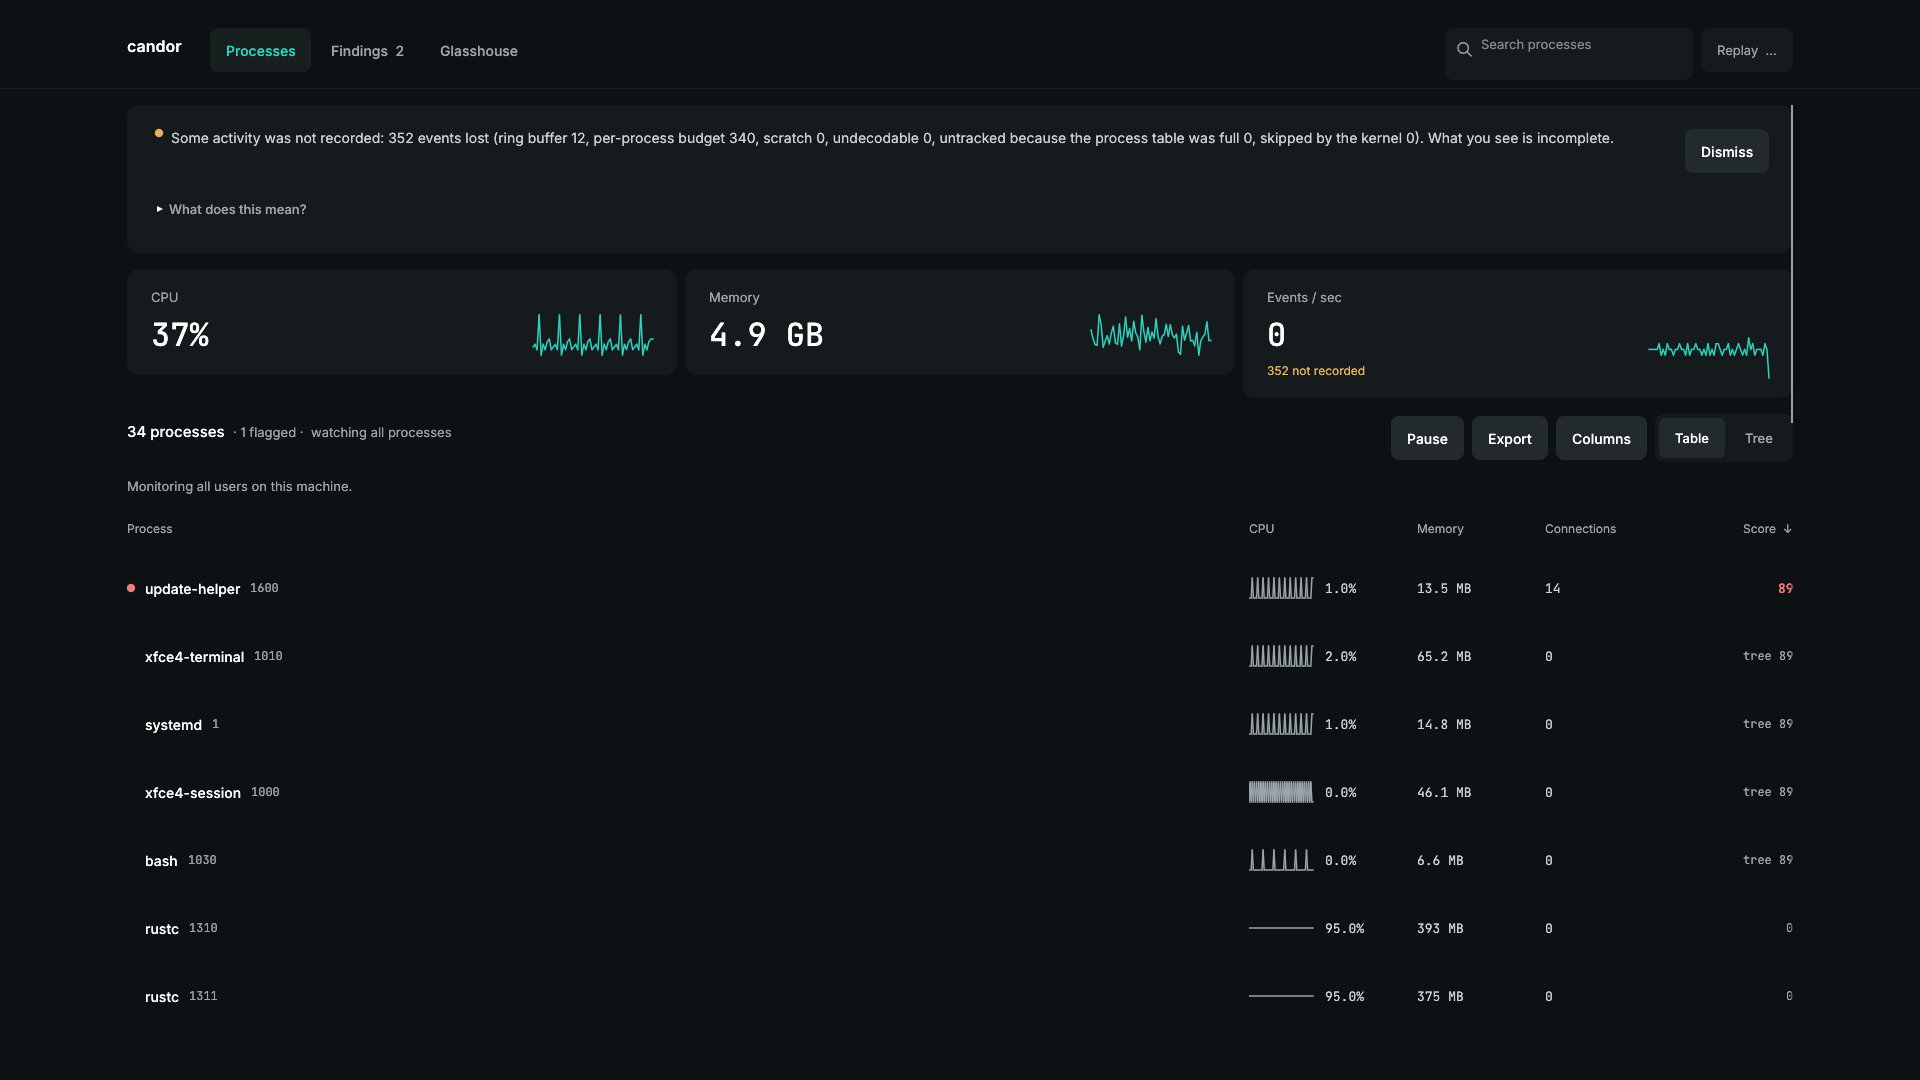 candor
Processes
Findings 2
Glasshouse
Search processes
Replay ...
Some activity was not recorded: 352 events lost (ring buffer 12, per-process budget 340, scratch 0, undecodable 0, untracked because the process table was full 0, skipped by the kernel 0). What you see is incomplete.
Dismiss
What does this mean?
CPU
37%
Memory
4.9 GB
Events / sec
0
352 not recorded
34 processes · 1 flagged · watching all processes
Pause
Export
Columns
Table
Tree
Monitoring all users on this machine.
Process CPU Memory Connections Score ↓
update-helper 1600 1.0% 13.5 MB 14 89
xfce4-terminal 1010 2.0% 65.2 MB 0 tree 89
systemd 1 1.0% 14.8 MB 0 tree 89
xfce4-session 1000 0.0% 46.1 MB 0 tree 89
bash 1030 0.0% 6.6 MB 0 tree 89
rustc 1310 95.0% 393 MB 0 0
rustc 1311 95.0% 375 MB 0 0